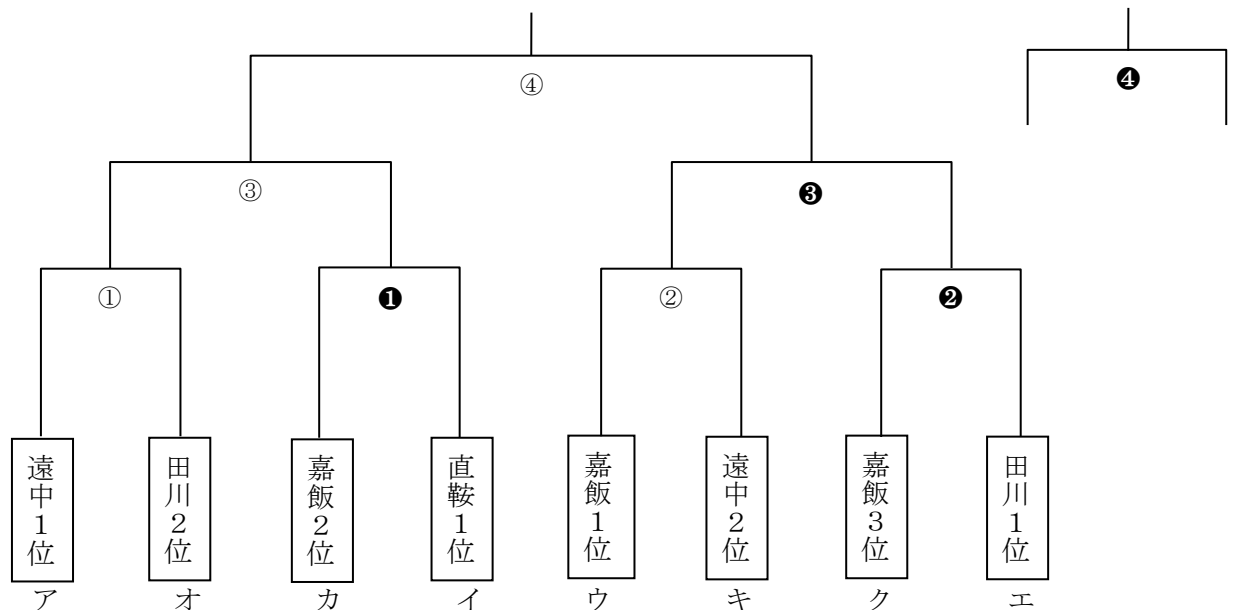 ④
❹
③
❸
①
❶
②
❷
遠中１位
田川２位
嘉飯２位
直鞍１位
嘉飯１位
遠中２位
嘉飯３位
田川１位
ア
オ
カ
イ
ウ
キ
ク
エ